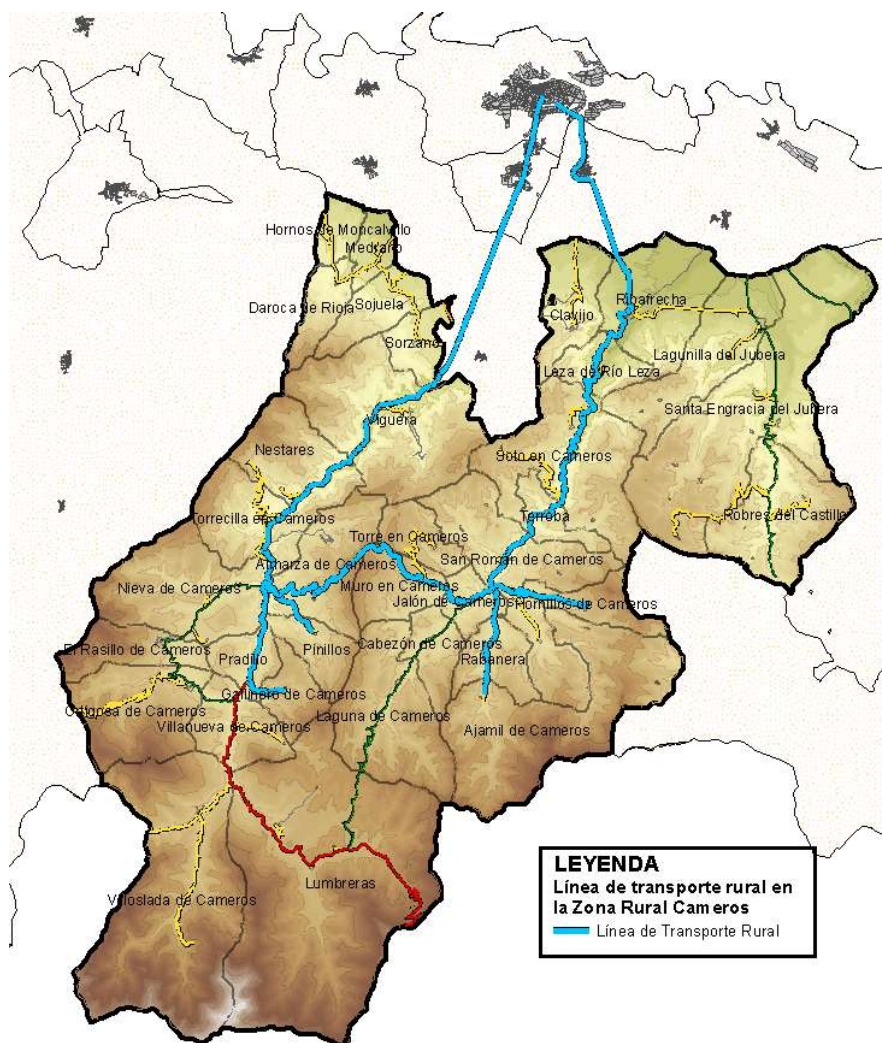 Hornos de Moncalvillo
Medrano
Daroca de Rioja
Sojuela
Sorzano
Clavijo
Ribafrecha
Lagunilla del Jubera
Leza de Río Leza
Santa Engracia del Jubera
Viguera
Nestares
Soto en Cameros
Torrecilla en Cameros
Terroba
Robres del Castillo
Torre en Cameros
Almarza de Cameros
San Román de Cameros
Nieva de Cameros
Muro en Cameros
Jalón de Cameros
Hornillos de Cameros
El Rasillo de Cameros
Pradillo
Pinillos
Cabezón de Cameros
Rabanera
Gallinero de Cameros
Ortigosa de Cameros
Villanueva de Cameros
Laguna de Cameros
Ajamil de Cameros
Lumbreras
Villoslada de Cameros
LEYENDA
Línea de transporte rural en
la Zona Rural Cameros
Línea de Transporte Rural